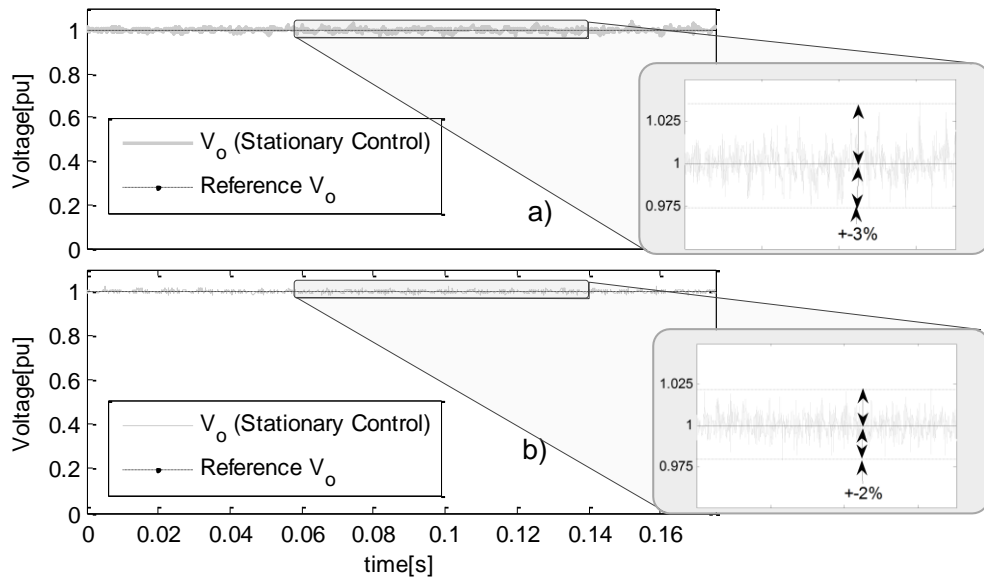 1
0.8
0.6
0.4
0.2
0
Voltage[pu]
V_o (Stationary Control)
Reference V_o
a)
1.025
1
0.975
+-3%
1
0.8
0.6
0.4
0.2
0
Voltage[pu]
V_o (Stationary Control)
Reference V_o
b)
1.025
1
0.975
+-2%
0 0.02 0.04 0.06 0.08 0.10 0.12 0.14 0.16
time[s]